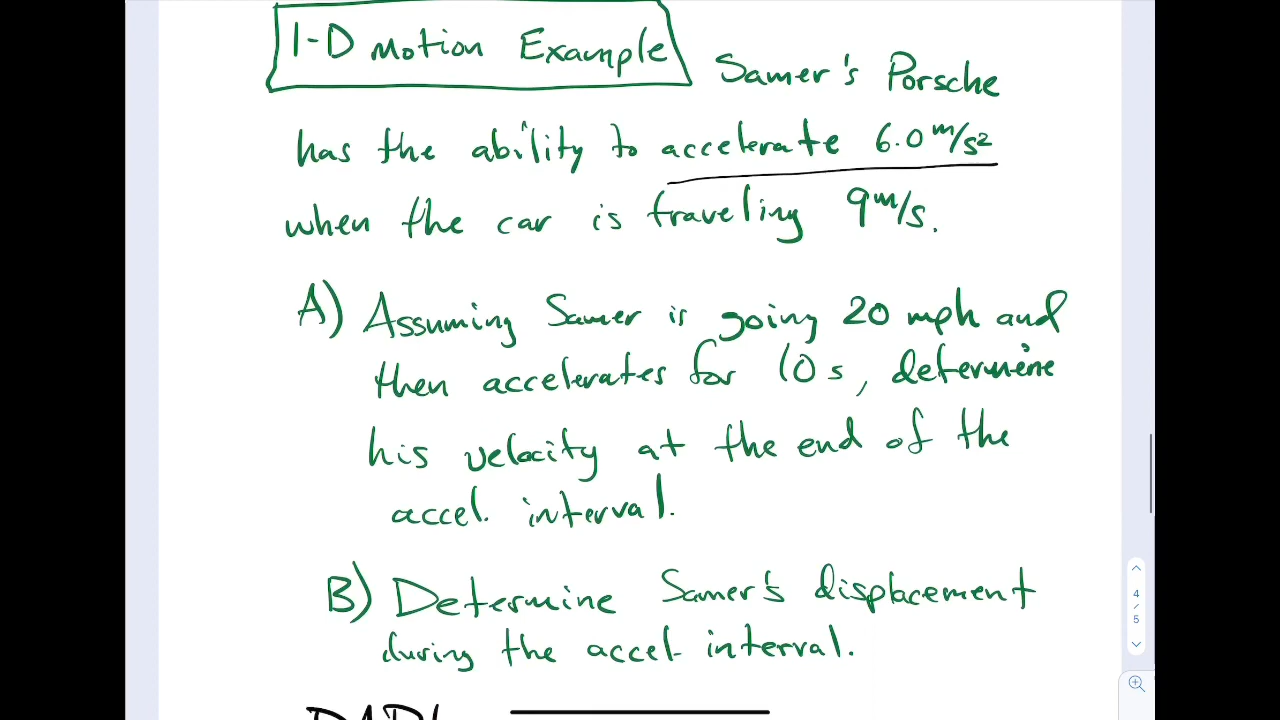 1-D motion Example
Samer's Porsche
has the ability to accelerate 6.0 m/s²
when the car is traveling 9 m/s.
A) Assuming Samer is going 20 mph and
then accelerates for 10 s, determine
his velocity at the end of the
accel. interval.
B) Determine Samer's displacement
during the accel. interval.
4
/
5